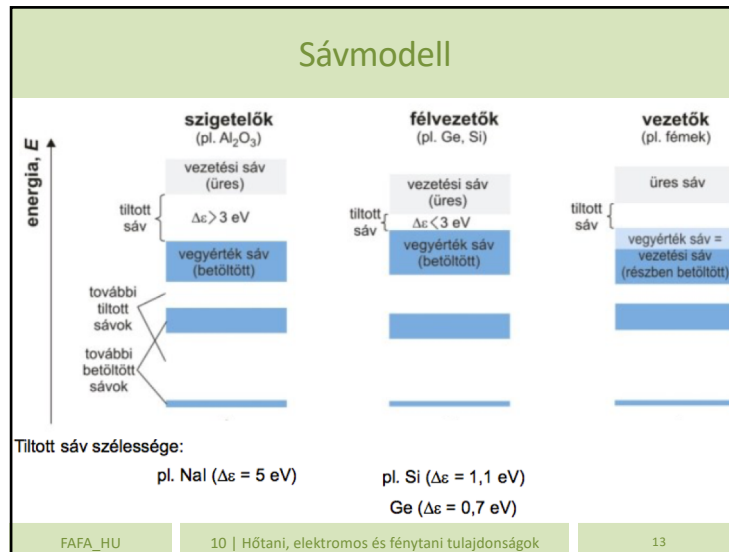 Sávmodell
energia, E
szigetelők
(pl. Al₂O₃)
vezetési sáv
(üres)
tiltott
sáv
Δε> 3 eV
vegyérték sáv
(betöltött)
további
tiltott
sávok
további
betöltött
sávok
félvezetők
(pl. Ge, Si)
vezetési sáv
(üres)
tiltott
sáv
Δε< 3 eV
vegyérték sáv
(betöltött)
vezetők
(pl. fémek)
üres sáv
tiltott
sáv
vegyérték sáv =
vezetési sáv
(részben betöltött)
Tiltott sáv szélessége:
pl. NaI (Δε = 5 eV)
pl. Si (Δε = 1,1 eV)
Ge (Δε = 0,7 eV)
FAFA_HU
10 | Hőtani, elektromos és fénytani tulajdonságok
13